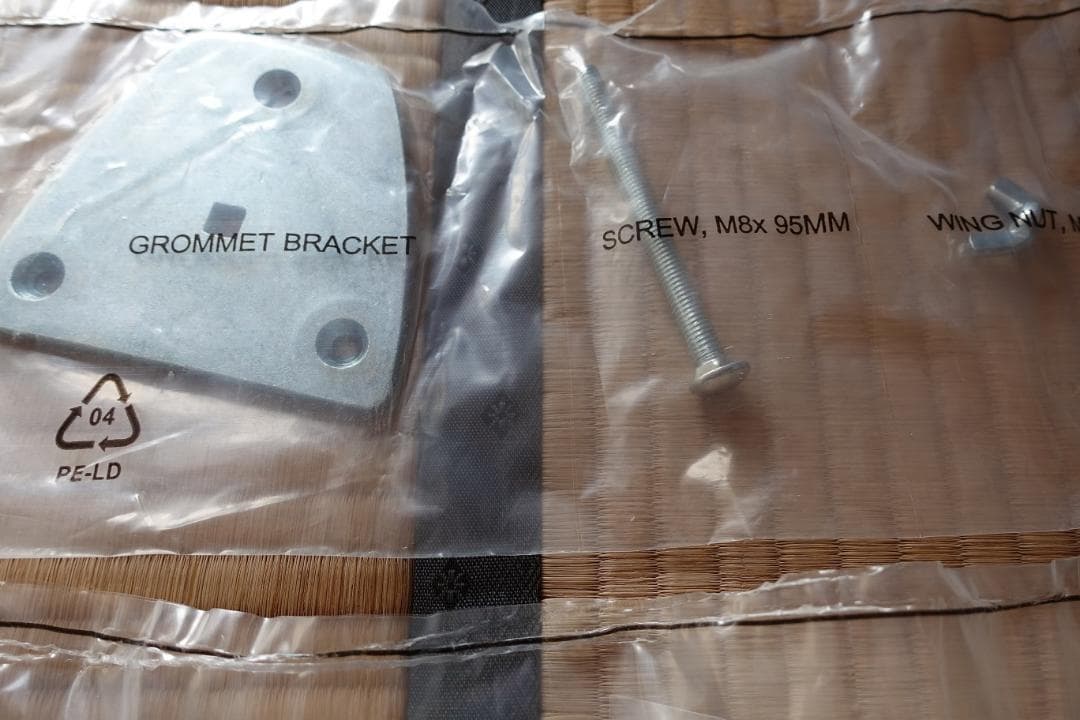 GROMMET BRACKET
SCREW, M8x 95MM
WING NUT, M
04
PE-LD